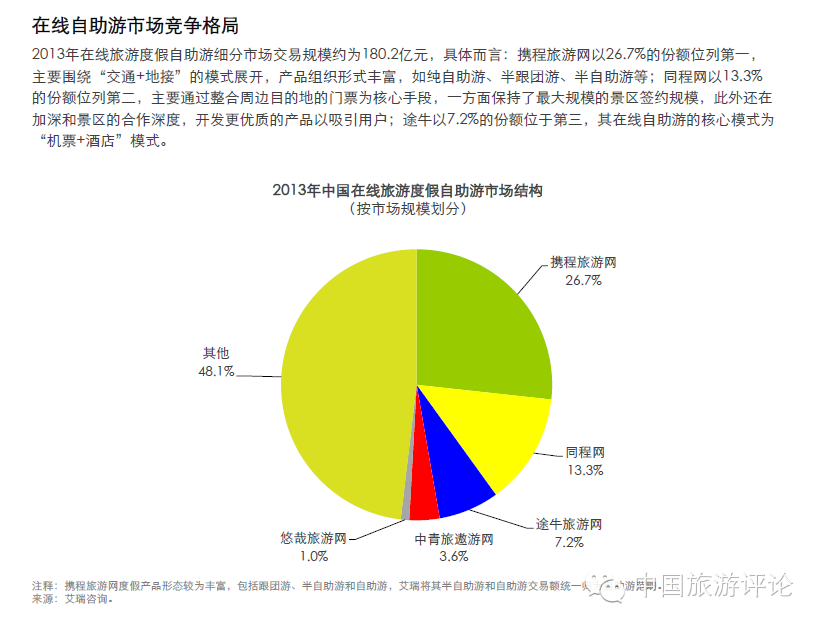 在线自助游市场竞争格局
2013年在线旅游度假自助游细分市场交易规模约为180.2亿元，具体而言：携程旅游网以26.7%的份额位列第一，
主要围绕“交通+地接”的模式展开，产品组织形式丰富，如纯自助游、半跟团游、半自助游等；同程网以13.3%
的份额位列第二，主要通过整合周边目的地的门票为核心手段，一方面保持了最大规模的景区签约规模，此外还在
加深和景区的合作深度，开发更优质的产品以吸引用户；途牛以7.2%的份额位于第三，其在线自助游的核心模式为
“机票+酒店”模式。
2013年中国在线旅游度假自助游市场结构
（按市场规模划分）
携程旅游网
26.7%
其他
48.1%
同程网
13.3%
途牛旅游网
7.2%
悠哉旅游网
1.0%
中青旅遨游网
3.6%
注释：携程旅游网度假产品形态较为丰富，包括跟团游、半自助游和自助游，艾瑞将其半自助游和自助游交易额统一
来源：艾瑞咨询。
中国旅游评论